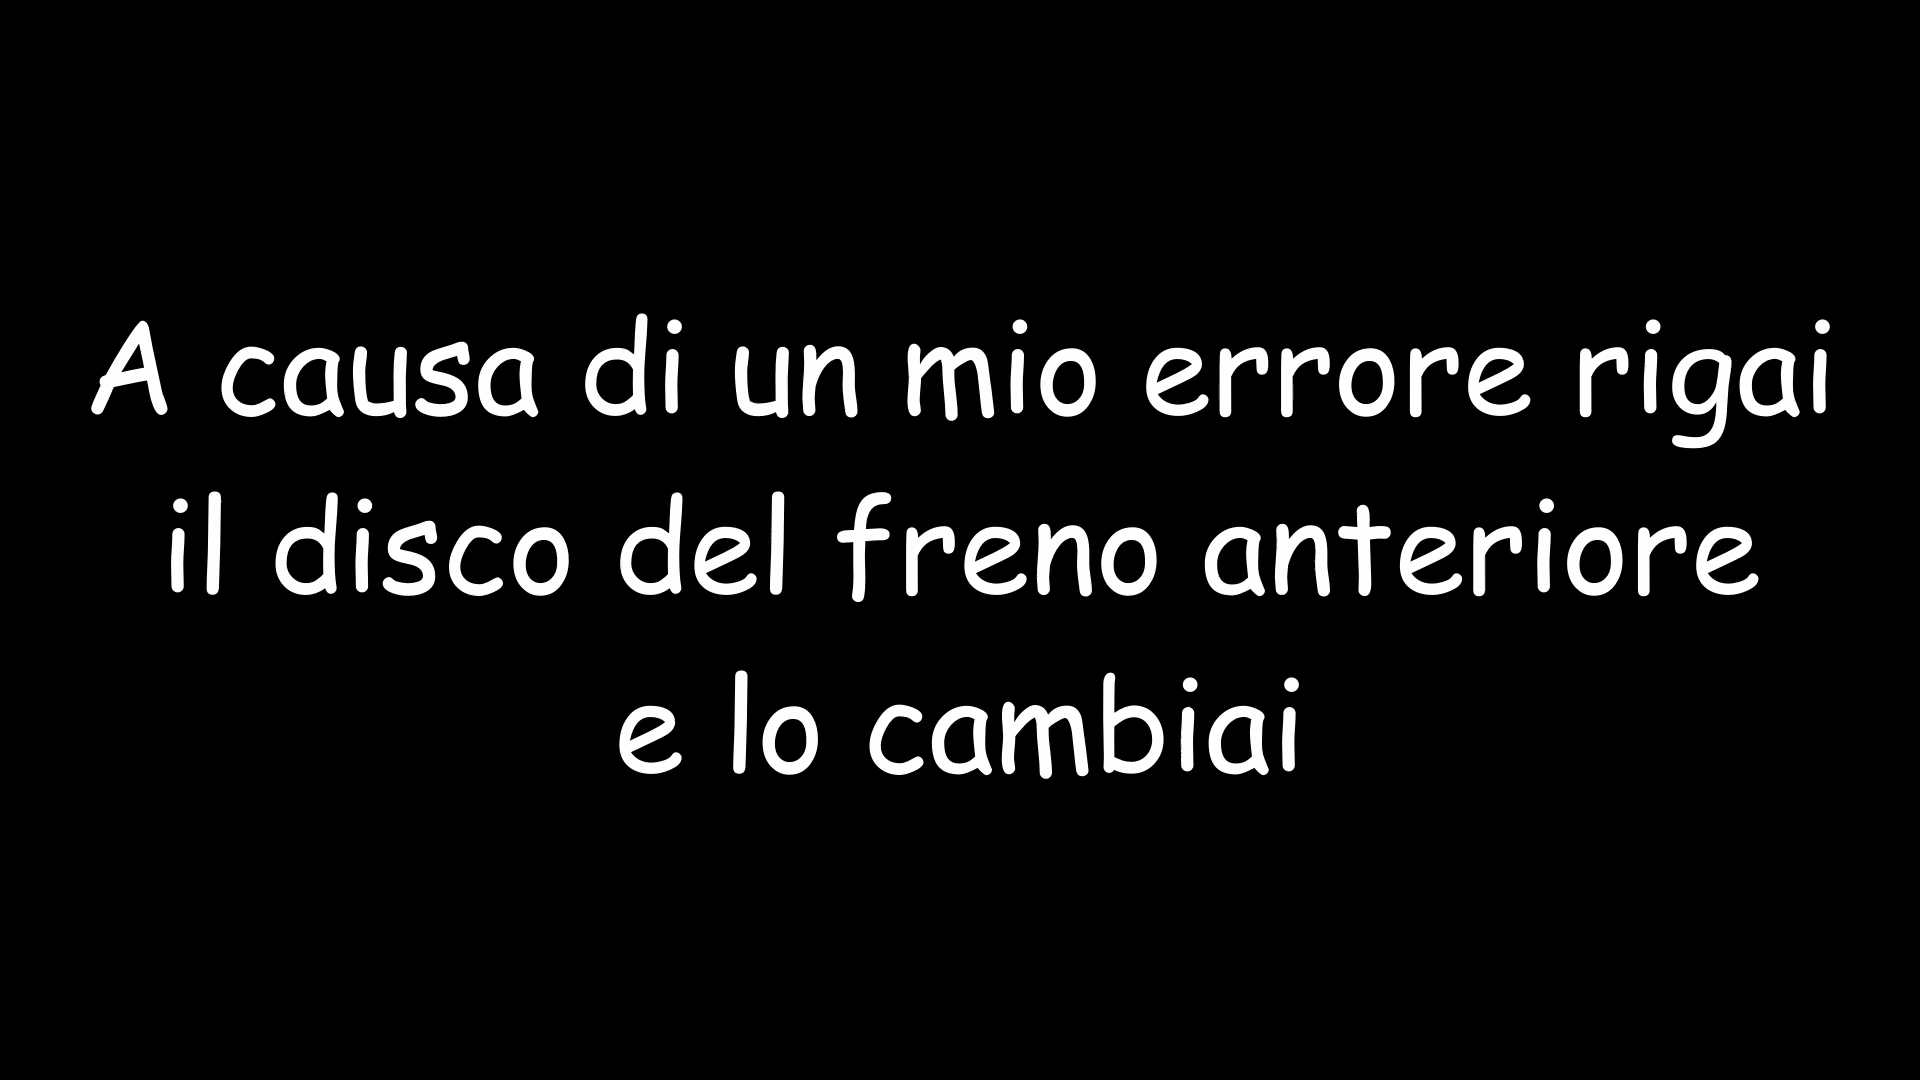 A causa di un mio errore rigai
il disco del freno anteriore
e lo cambiai